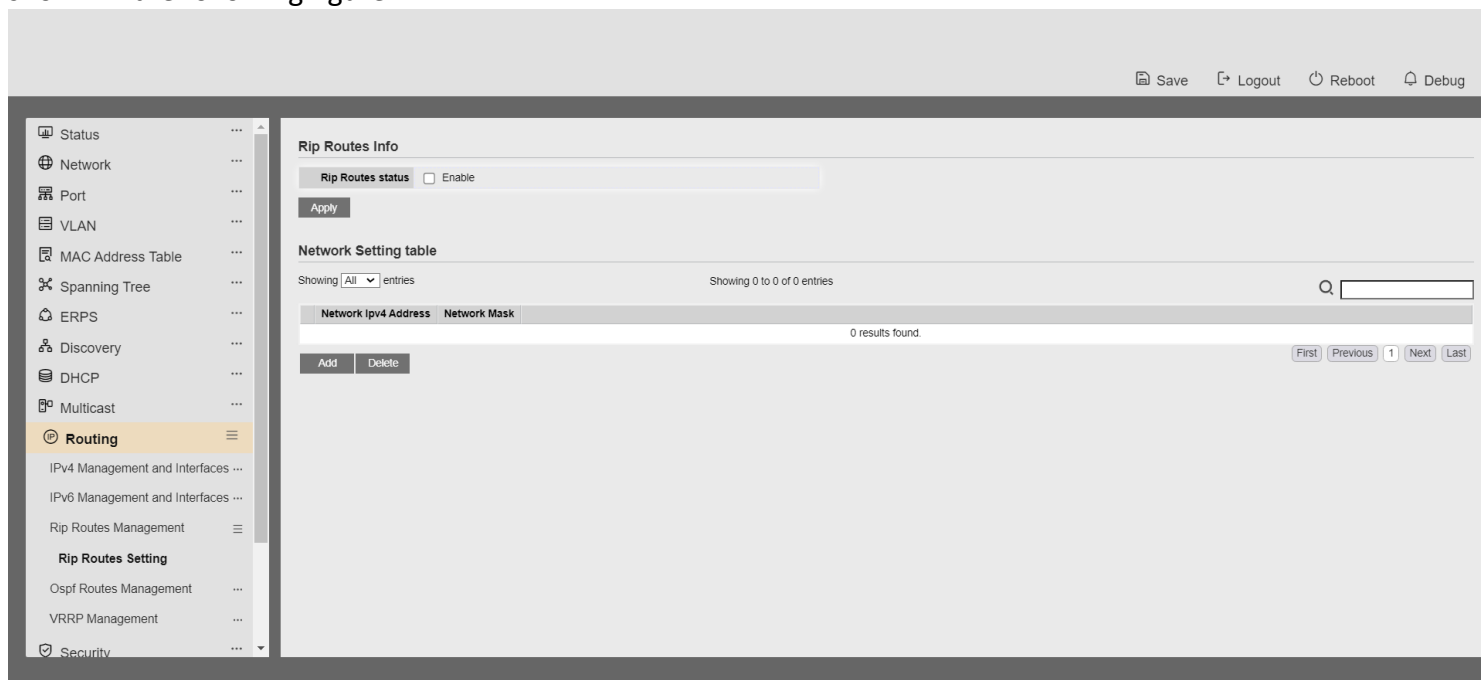 Save Logout Reboot Debug
Status ...
Network ...
Port ...
VLAN ...
MAC Address Table ...
Spanning Tree ...
ERPS ...
Discovery ...
DHCP ...
Multicast ...
Routing
IPv4 Management and Interfaces ...
IPv6 Management and Interfaces ...
Rip Routes Management
Rip Routes Setting
Ospf Routes Management ...
VRRP Management ...
Security ...
Rip Routes Info
Rip Routes status Enable
Apply
Network Setting table
Showing All entries Showing 0 to 0 of 0 entries
Network Ipv4 Address Network Mask
0 results found.
Add Delete First Previous 1 Next Last